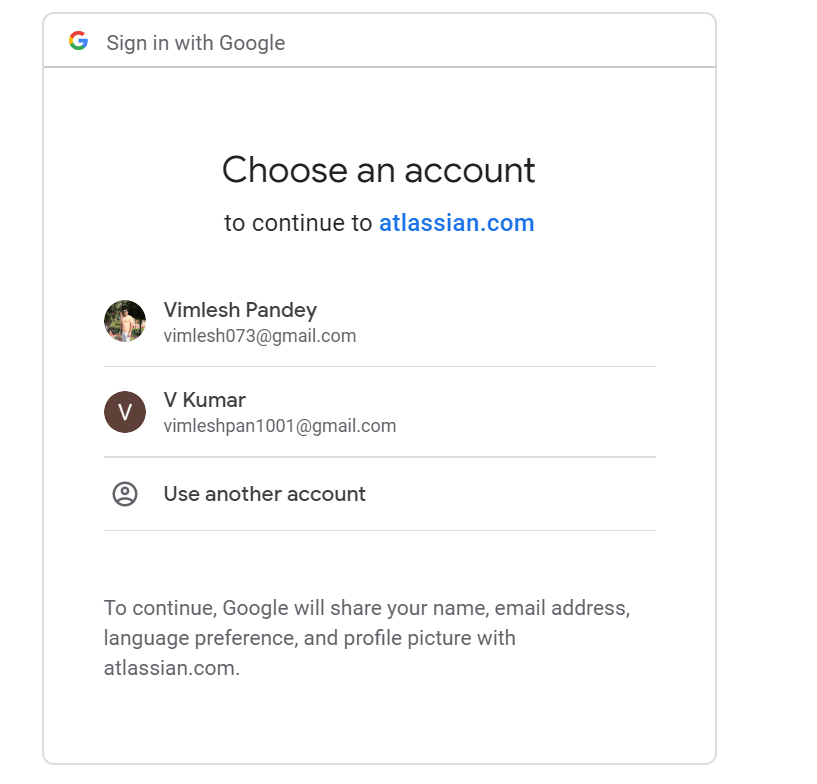 Sign in with Google
Choose an account
to continue to atlassian.com
Vimlesh Pandey
vimlesh073@gmail.com
V
V Kumar
vimleshpan1001@gmail.com
Use another account
To continue, Google will share your name, email address,
language preference, and profile picture with
atlassian.com.